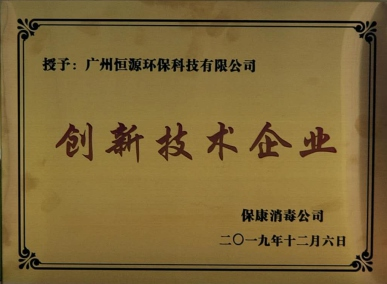 授予：广州恒源环保科技有限公司
创新技术企业
保康消毒公司
二〇一九年十二月六日